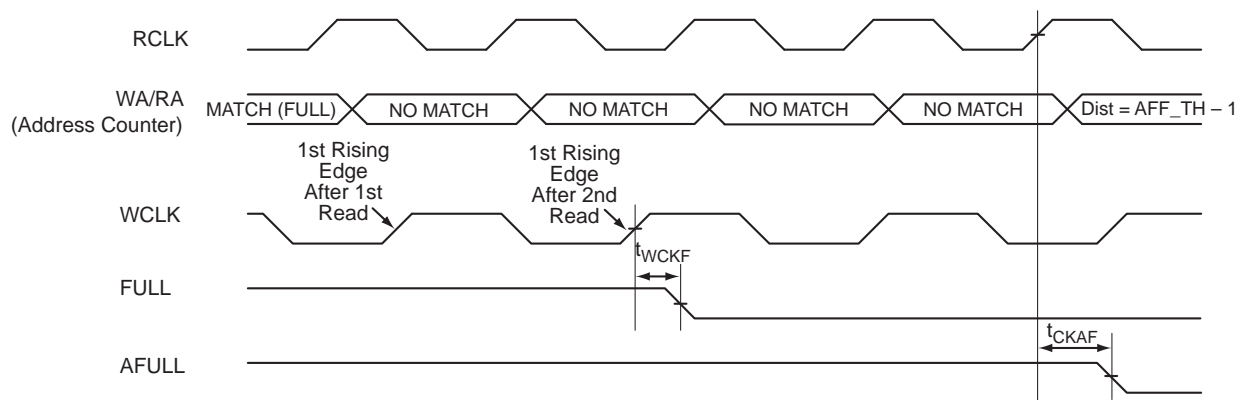 RCLK
WA/RA
(Address Counter)
MATCH (FULL)
NO MATCH
NO MATCH
NO MATCH
NO MATCH
Dist = AFF_TH – 1
1st Rising
Edge
After 1st
Read
1st Rising
Edge
After 2nd
Read
WCLK
tWCKF
FULL
tCKAF
AFULL